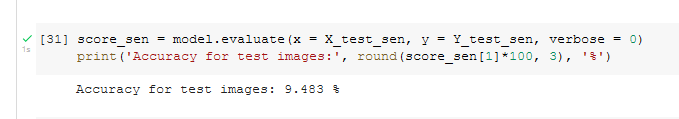 [31] score_sen = model.evaluate(x = X_test_sen, y = Y_test_sen, verbose = 0)
1s
print('Accuracy for test images:', round(score_sen[1]*100, 3), '%')
Accuracy for test images: 9.483 %